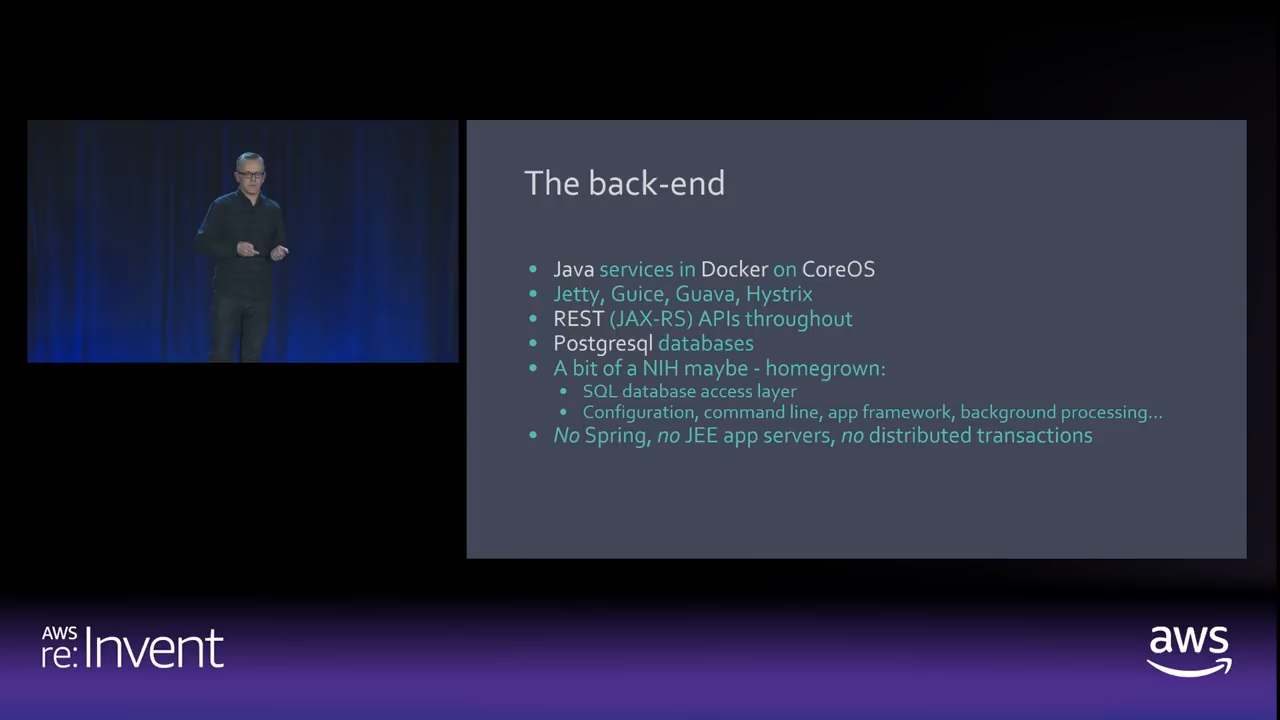 The back-end
• Java services in Docker on CoreOS
• Jetty, Guice, Guava, Hystrix
• REST (JAX-RS) APIs throughout
• Postgresql databases
• A bit of a NIH maybe - homegrown:
• SQL database access layer
• Configuration, command line, app framework, background processing...
• No Spring, no JEE app servers, no distributed transactions
AWS
re:Invent
aws